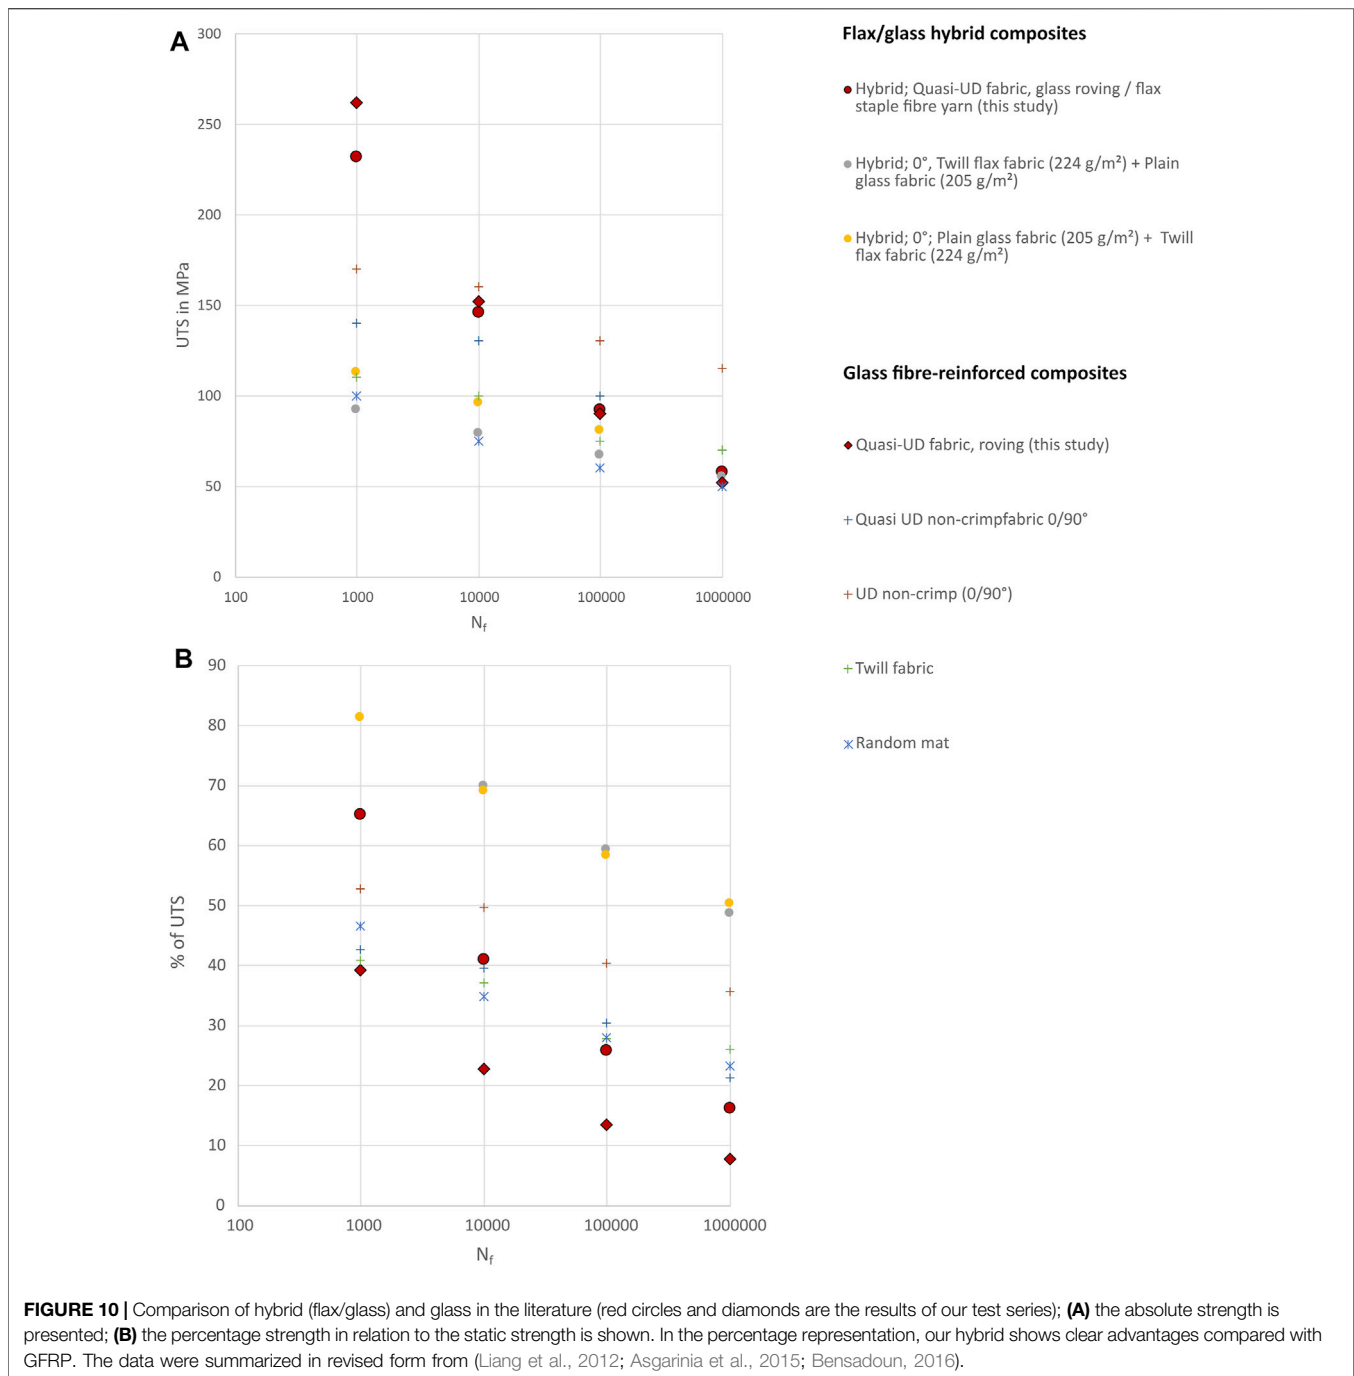 A
300
250
200
150
100
50
0
UTS in MPa
100
1000
10000
100000
1000000
N_f
Flax/glass hybrid composites
Hybrid; Quasi-UD fabric, glass roving / flax
staple fibre yarn (this study)
Hybrid; 0°, Twill flax fabric (224 g/m²) + Plain
glass fabric (205 g/m²)
Hybrid; 0°; Plain glass fabric (205 g/m²) + Twill
flax fabric (224 g/m²)
Glass fibre-reinforced composites
Quasi-UD fabric, roving (this study)
Quasi UD non-crimpfabric 0/90°
UD non-crimp (0/90°)
Twill fabric
Random mat
B
90
80
70
60
50
40
30
20
10
0
% of UTS
100
1000
10000
100000
1000000
N_f
FIGURE 10 | Comparison of hybrid (flax/glass) and glass in the literature (red circles and diamonds are the results of our test series); (A) the absolute strength is
presented; (B) the percentage strength in relation to the static strength is shown. In the percentage representation, our hybrid shows clear advantages compared with
GFRP. The data were summarized in revised form from (Liang et al., 2012; Asgarinia et al., 2015; Bensadoun, 2016).